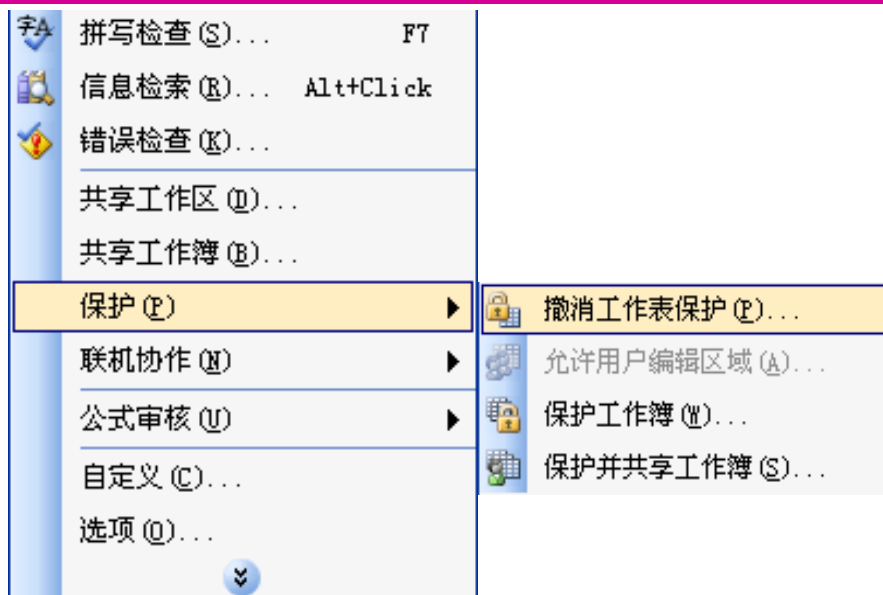 拼写检查(S)... F7
信息检索(R)... Alt+Click
错误检查(K)...
共享工作区(D)...
共享工作簿(B)...
保护(P)
联机协作(N)
公式审核(U)
自定义(C)...
选项(O)...
撤消工作表保护(P)...
允许用户编辑区域(A)...
保护工作簿(W)...
保护并共享工作簿(S)...